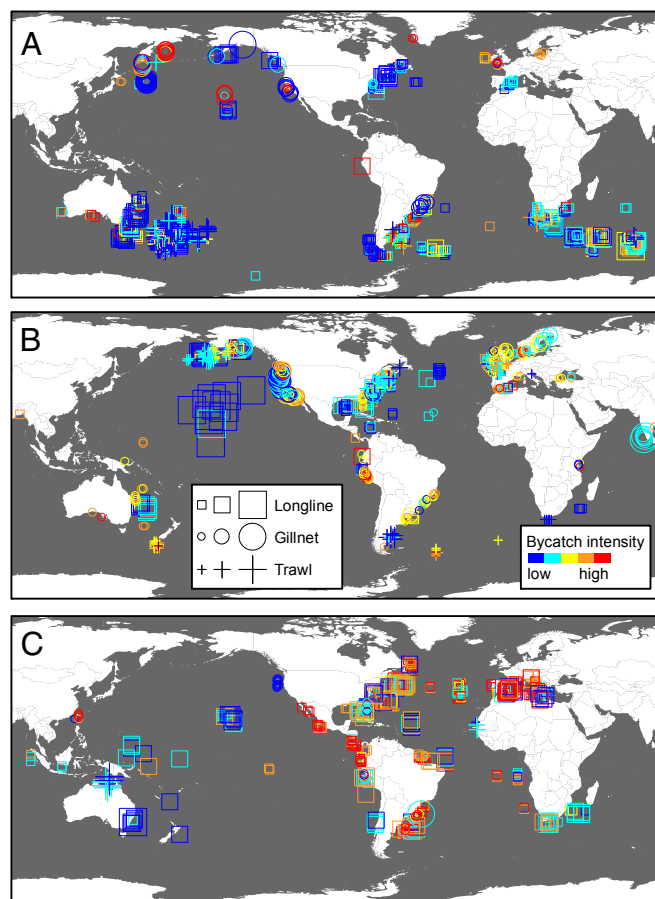 A
B
Longline
Gillnet
Trawl
Bycatch intensity
low high
C